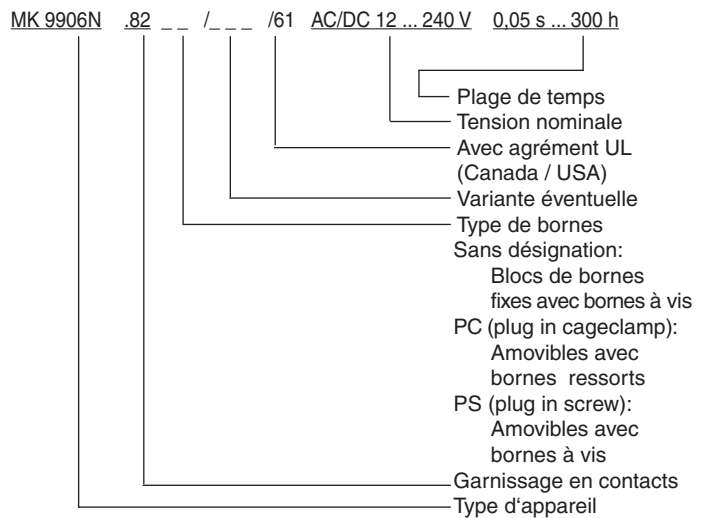 MK 9906N .82 _ _ /_ _ _ /61 AC/DC 12 ... 240 V 0,05 s ... 300 h
Plage de temps
Tension nominale
Avec agrément UL
(Canada / USA)
Variante éventuelle
Type de bornes
Sans désignation:
Blocs de bornes
fixes avec bornes à vis
PC (plug in cageclamp):
Amovibles avec
bornes ressorts
PS (plug in screw):
Amovibles avec
bornes à vis
Garnissage en contacts
Type d'appareil